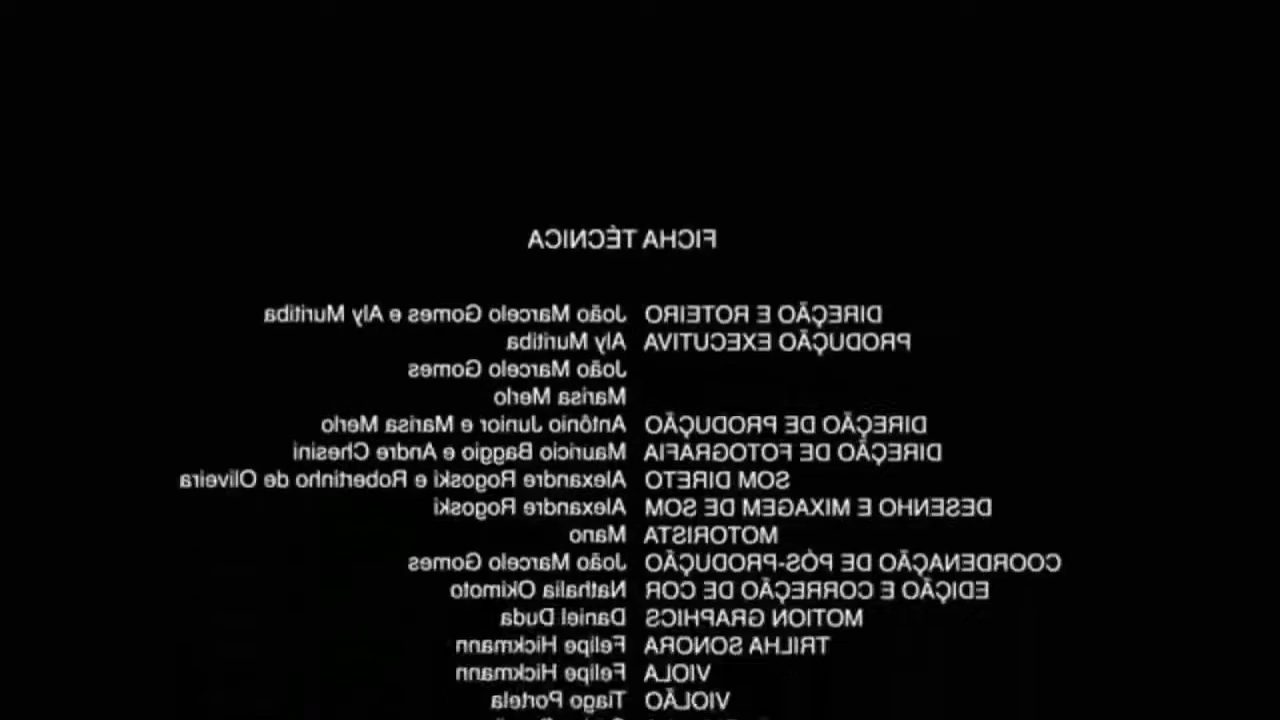 FICHA TÉCNICA
DIREÇÃO E ROTEIRO João Marcelo Gomes e Aly Muritiba
PRODUÇÃO EXECUTIVA Aly Muritiba
João Marcelo Gomes
Marisa Merlo
DIREÇÃO DE PRODUÇÃO Antônio Junior e Marisa Merlo
DIREÇÃO DE FOTOGRAFIA Mauricio Baggio e Andre Chesini
SOM DIRETO Alexandre Rogoski e Robertinho de Oliveira
DESENHO E MIXAGEM DE SOM Alexandre Rogoski
MOTORISTA Mano
COORDENAÇÃO DE PÓS-PRODUÇÃO João Marcelo Gomes
EDIÇÃO E CORREÇÃO DE COR Nathalia Okimoto
MOTION GRAPHICS Daniel Duda
TRILHA SONORA Felipe Hickmann
VIOLA Felipe Hickmann
VIOLÃO Tiago Portela